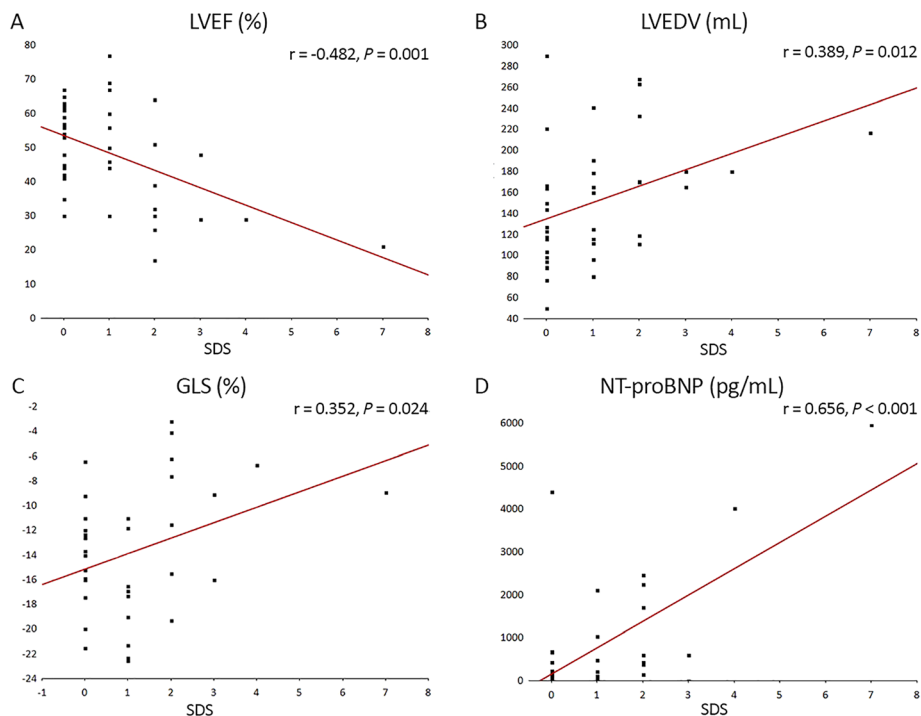 A
LVEF (%)
r = -0.482, P = 0.001
80
70
60
50
40
30
20
10
0
0 1 2 3 4 5 6 7 8
SDS
B
LVEDV (mL)
r = 0.389, P = 0.012
300
280
260
240
220
200
180
160
140
120
100
80
60
40
0 1 2 3 4 5 6 7 8
SDS
C
GLS (%)
r = 0.352, P = 0.024
-2
-4
-6
-8
-10
-12
-14
-16
-18
-20
-22
-24
-1 0 1 2 3 4 5 6 7 8
SDS
D
NT-proBNP (pg/mL)
r = 0.656, P < 0.001
6000
5000
4000
3000
2000
1000
0
0 1 2 3 4 5 6 7 8
SDS